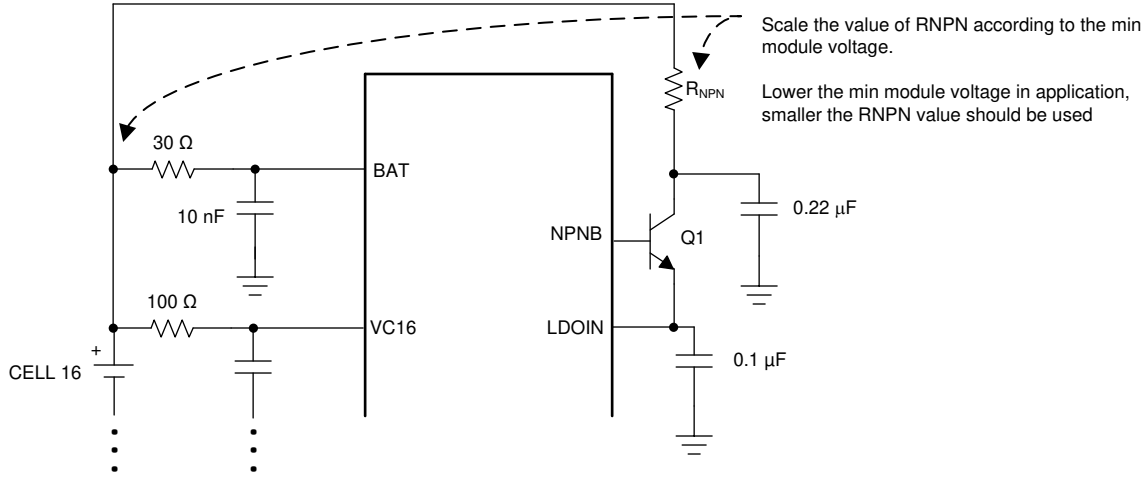 Scale the value of RNPN according to the min
module voltage.
Lower the min module voltage in application,
smaller the RNPN value should be used
RNPN
30 Ω
BAT
10 nF
0.22 μF
NPNB
Q1
100 Ω
VC16
LDOIN
+
CELL 16
0.1 μF